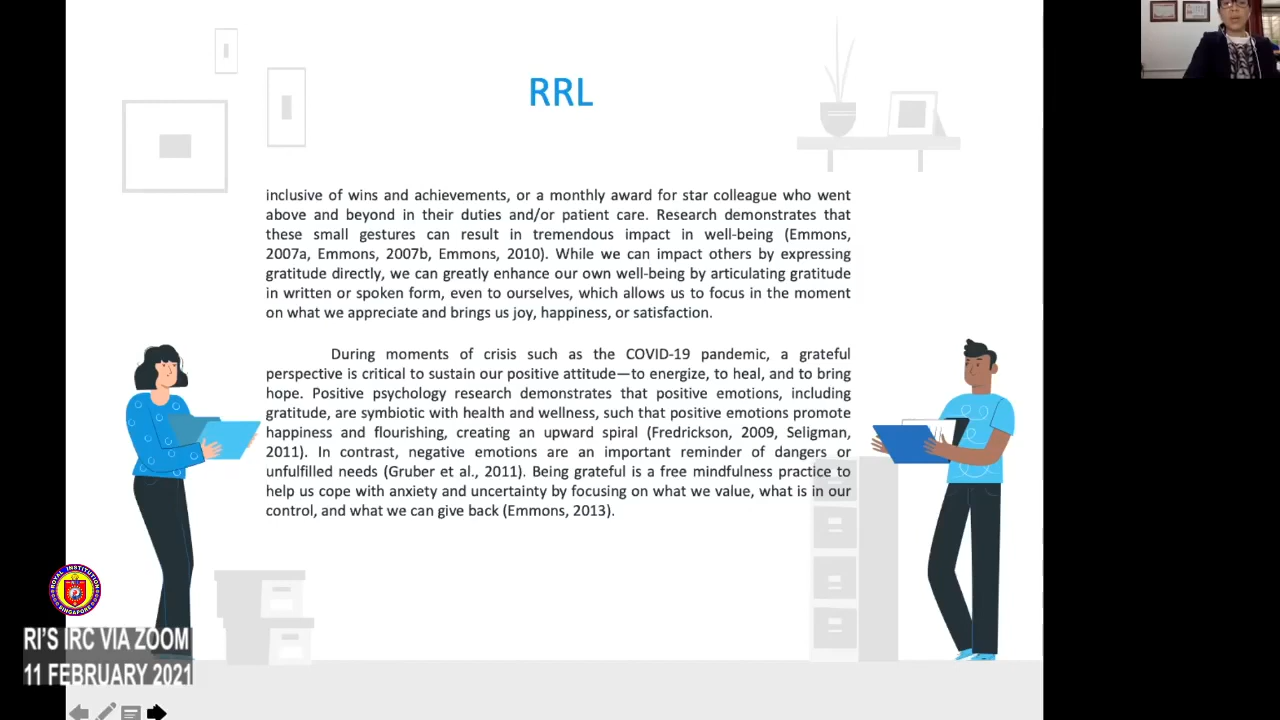 RRL
inclusive of wins and achievements, or a monthly award for star colleague who went
above and beyond in their duties and/or patient care. Research demonstrates that
these small gestures can result in tremendous impact in well-being (Emmons,
2007a, Emmons, 2007b, Emmons, 2010). While we can impact others by expressing
gratitude directly, we can greatly enhance our own well-being by articulating gratitude
in written or spoken form, even to ourselves, which allows us to focus in the moment
on what we appreciate and brings us joy, happiness, or satisfaction.
During moments of crisis such as the COVID-19 pandemic, a grateful
perspective is critical to sustain our positive attitude—to energize, to heal, and to bring
hope. Positive psychology research demonstrates that positive emotions, including
gratitude, are symbiotic with health and wellness, such that positive emotions promote
happiness and flourishing, creating an upward spiral (Fredrickson, 2009, Seligman,
2011). In contrast, negative emotions are an important reminder of dangers or
unfulfilled needs (Gruber et al., 2011). Being grateful is a free mindfulness practice to
help us cope with anxiety and uncertainty by focusing on what we value, what is in our
control, and what we can give back (Emmons, 2013).
ROYAL INSTITUTION
SINGAPORE
RI'S IRC VIA ZOOM
11 FEBRUARY 2021